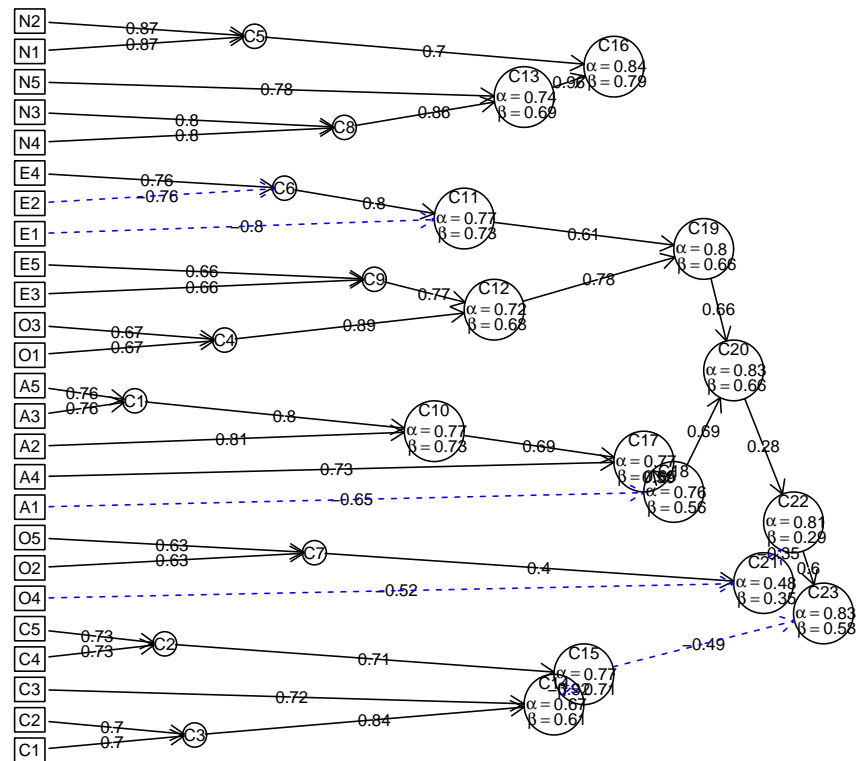 N2
N1
0.87
0.87
C5
0.7
C16
α = 0.84
β = 0.79
N5
0.78
C13
α = 0.74
β = 0.69
0.96
N3
N4
0.8
0.8
C8
0.86
E4
E2
0.76
−0.76
C6
0.8
C11
α = 0.77
β = 0.73
E1
−0.8
0.61
C19
α = 0.8
β = 0.66
E5
E3
0.66
0.66
C9
0.77
C12
α = 0.72
β = 0.68
0.78
O3
O1
0.67
0.67
C4
0.89
0.66
C20
α = 0.83
β = 0.66
A5
A3
0.76
0.76
C1
0.8
C10
α = 0.77
β = 0.73
A2
0.81
0.69
C17
α = 0.77
0.69
0.28
A4
0.73
α = 0.76
β = 0.56
A1
−0.65
C22
α = 0.81
β = 0.29
O5
O2
0.63
0.63
C7
0.4
C21
α = 0.48
β = 0.35
0.6
O4
−0.52
C23
α = 0.83
β = 0.58
C5
C4
0.73
0.73
C2
0.71
C15
α = 0.77
−0.49
C3
0.72
α = 0.67
β = 0.61
C2
C1
0.7
0.7
C3
0.84